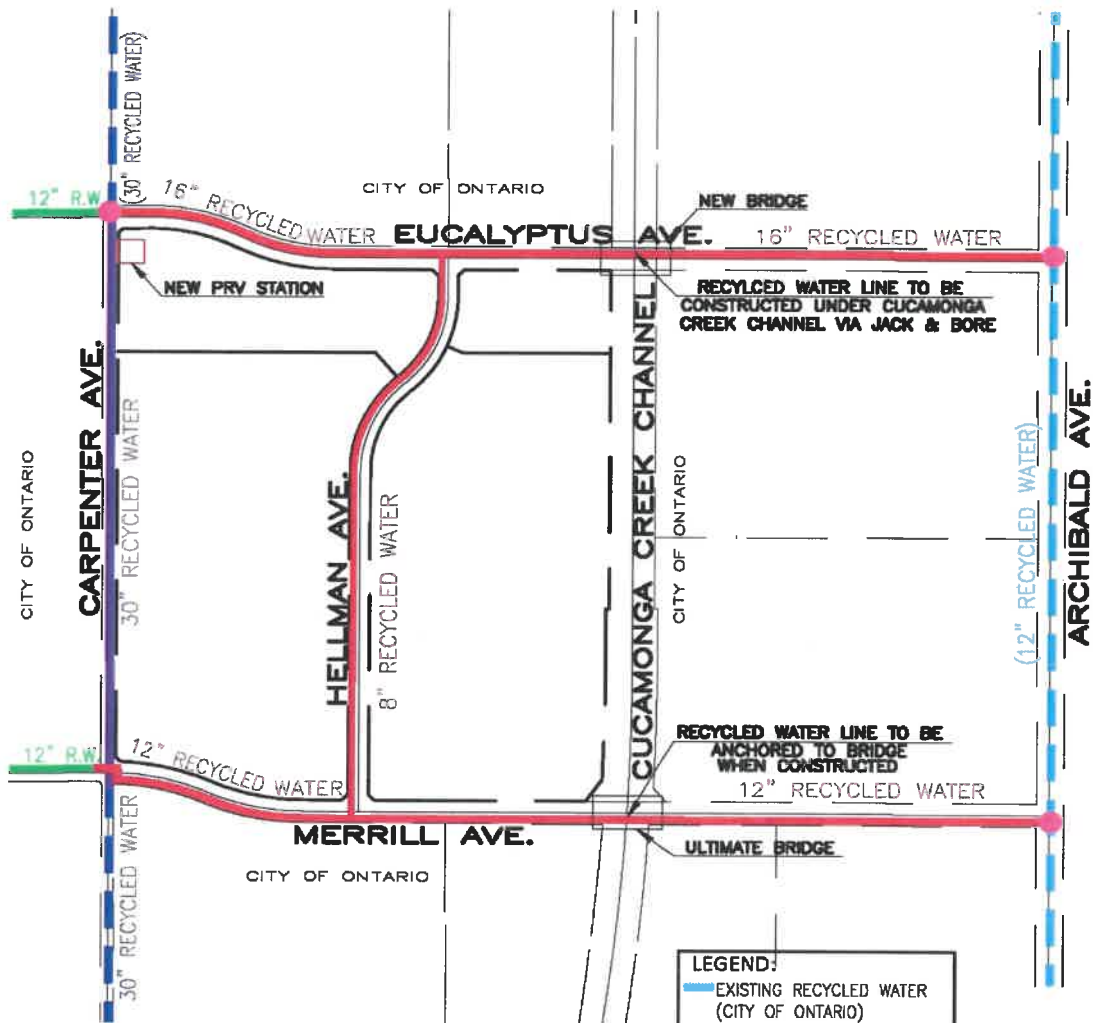 (30" RECYCLED WATER)
12" R.W.
16" RECYCLED WATER
CITY OF ONTARIO
NEW BRIDGE
EUCALYPTUS AVE.
16" RECYCLED WATER
NEW PRV STATION
RECYLCED WATER LINE TO BE
CONSTRUCTED UNDER CUCAMONGA
CREEK CHANNEL VIA JACK & BORE
CITY OF ONTARIO
CARPENTER AVE.
30" RECYCLED WATER
HELLMAN AVE.
8" RECYCLED WATER
CUCAMONGA CREEK CHANNEL
CITY OF ONTARIO
(12" RECYCLED WATER)
ARCHIBALD AVE.
12" R.W.
12" RECYCLED WATER
RECYCLED WATER LINE TO BE
ANCHORED TO BRIDGE
WHEN CONSTRUCTED
12" RECYCLED WATER
MERRILL AVE.
ULTIMATE BRIDGE
CITY OF ONTARIO
30" RECYCLED WATER
LEGEND:
EXISTING RECYCLED WATER
(CITY OF ONTARIO)